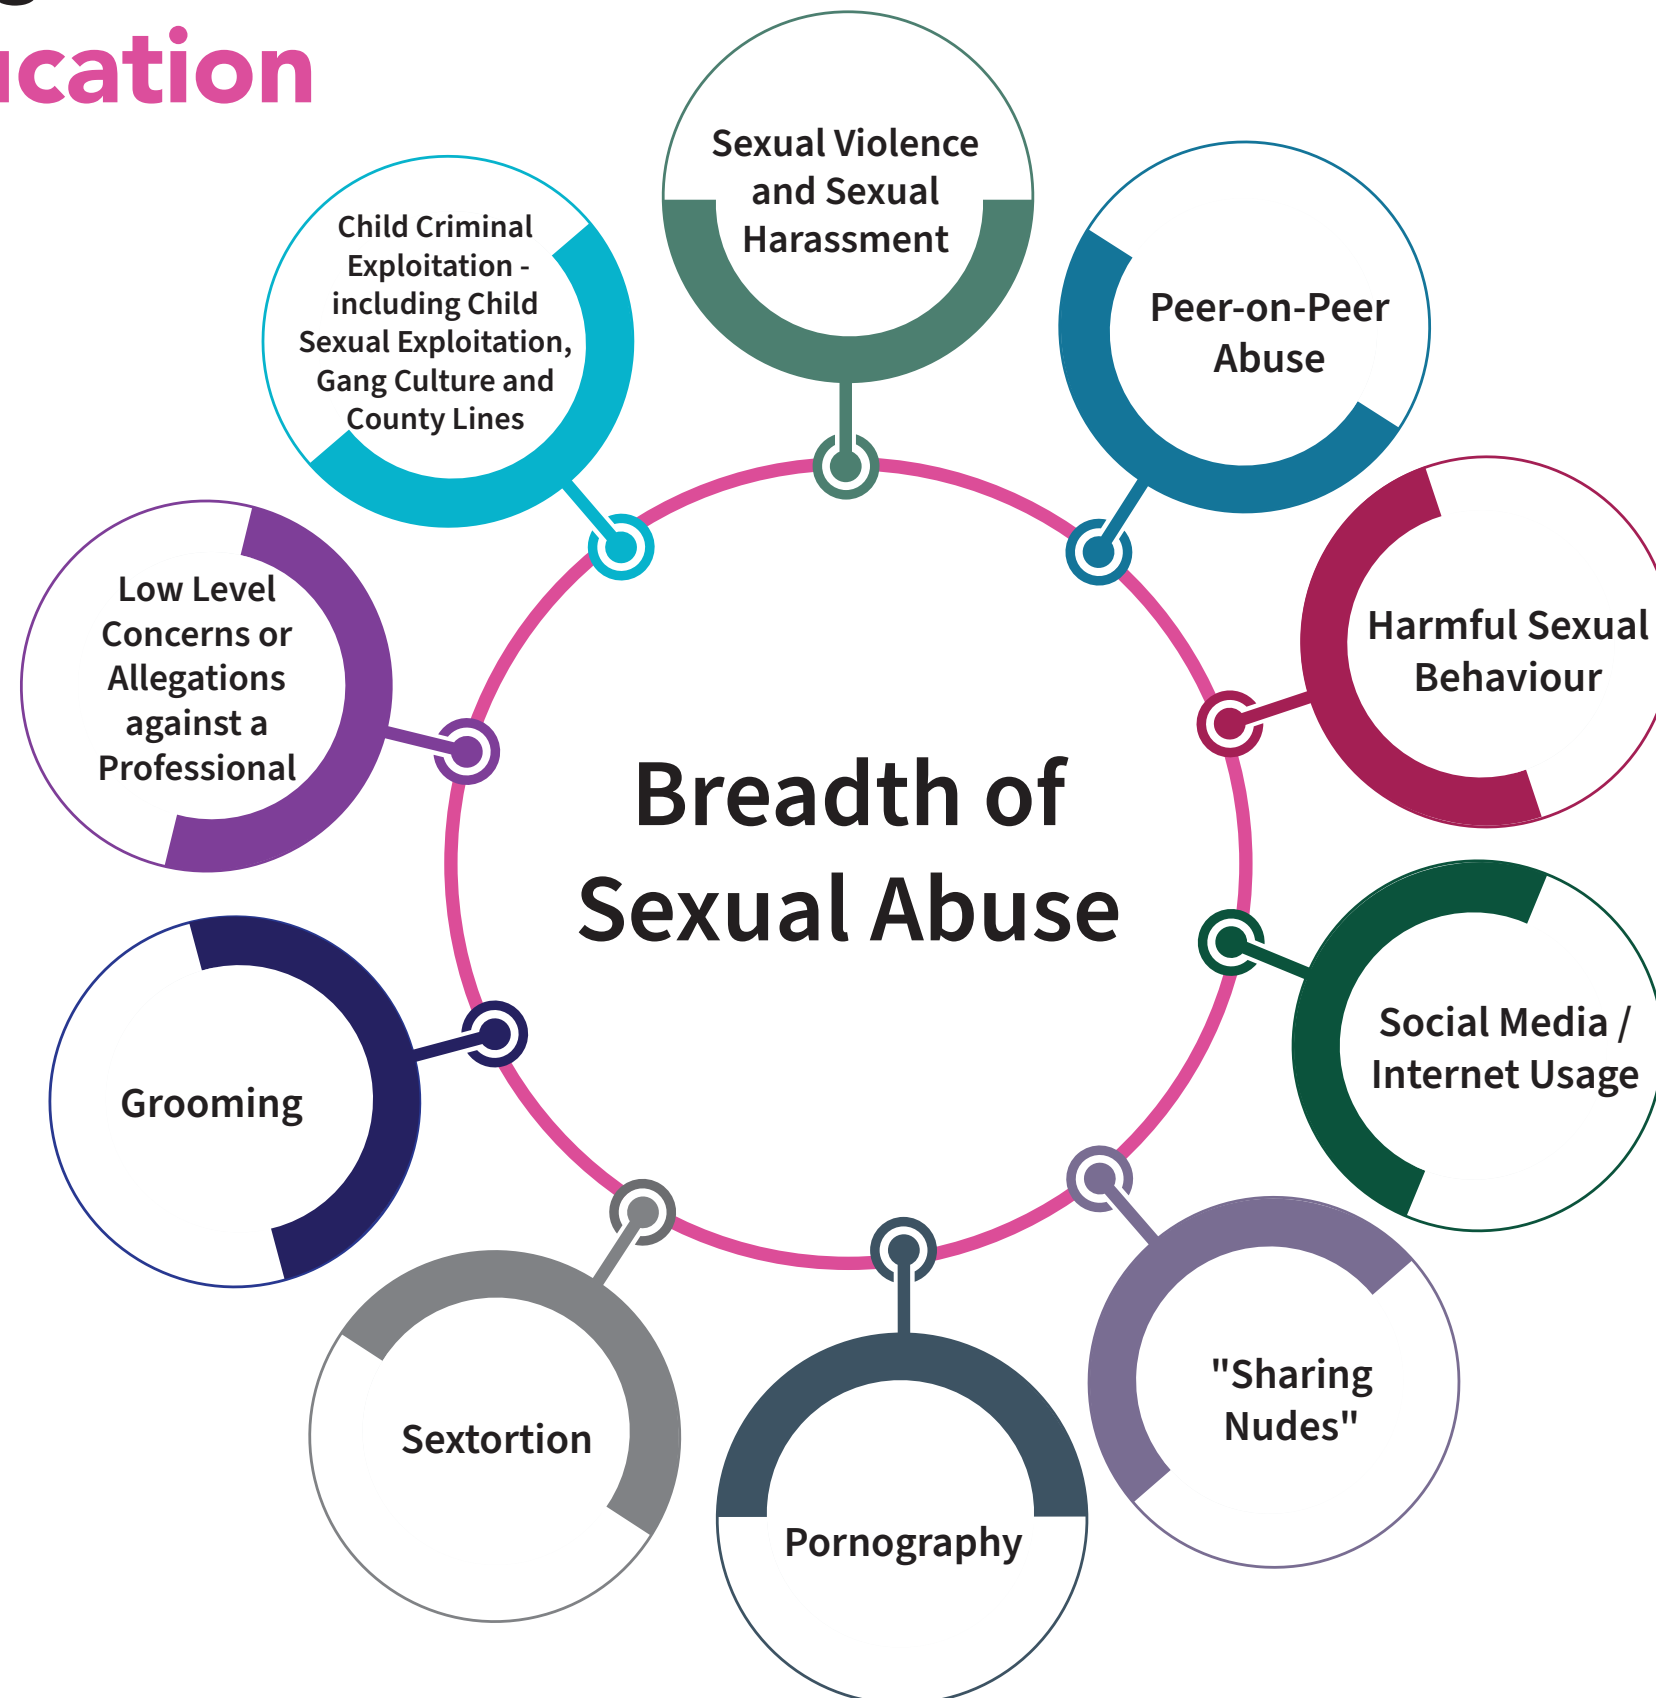 Sexual Violence
and Sexual
Harassment
Peer-on-Peer
Abuse
Harmful Sexual
Behaviour
Social Media /
Internet Usage
"Sharing
Nudes"
Pornography
Sextortion
Grooming
Low Level
Concerns or
Allegations
against a
Professional
Child Criminal
Exploitation -
including Child
Sexual Exploitation,
Gang Culture and
County Lines
Breadth of
Sexual Abuse